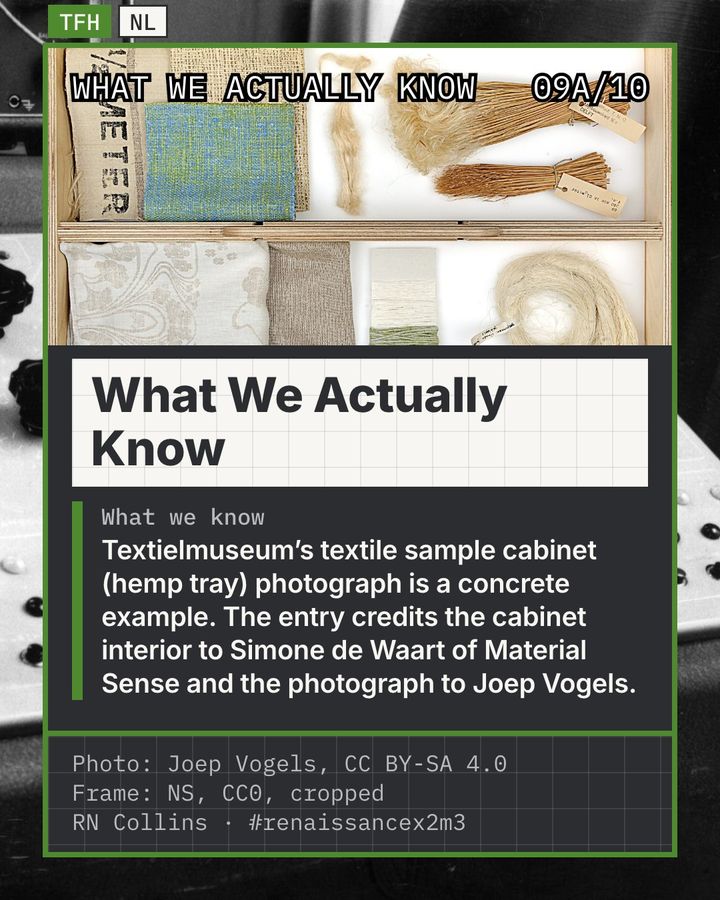 TFH NL
WHAT WE ACTUALLY KNOW 09A/10
METER
What We Actually
Know
What we know
Textielmuseum’s textile sample cabinet
(hemp tray) photograph is a concrete
example. The entry credits the cabinet
interior to Simone de Waart of Material
Sense and the photograph to Joep Vogels.
Photo: Joep Vogels, CC BY-SA 4.0
Frame: NS, CC0, cropped
RN Collins · #renaissancex2m3